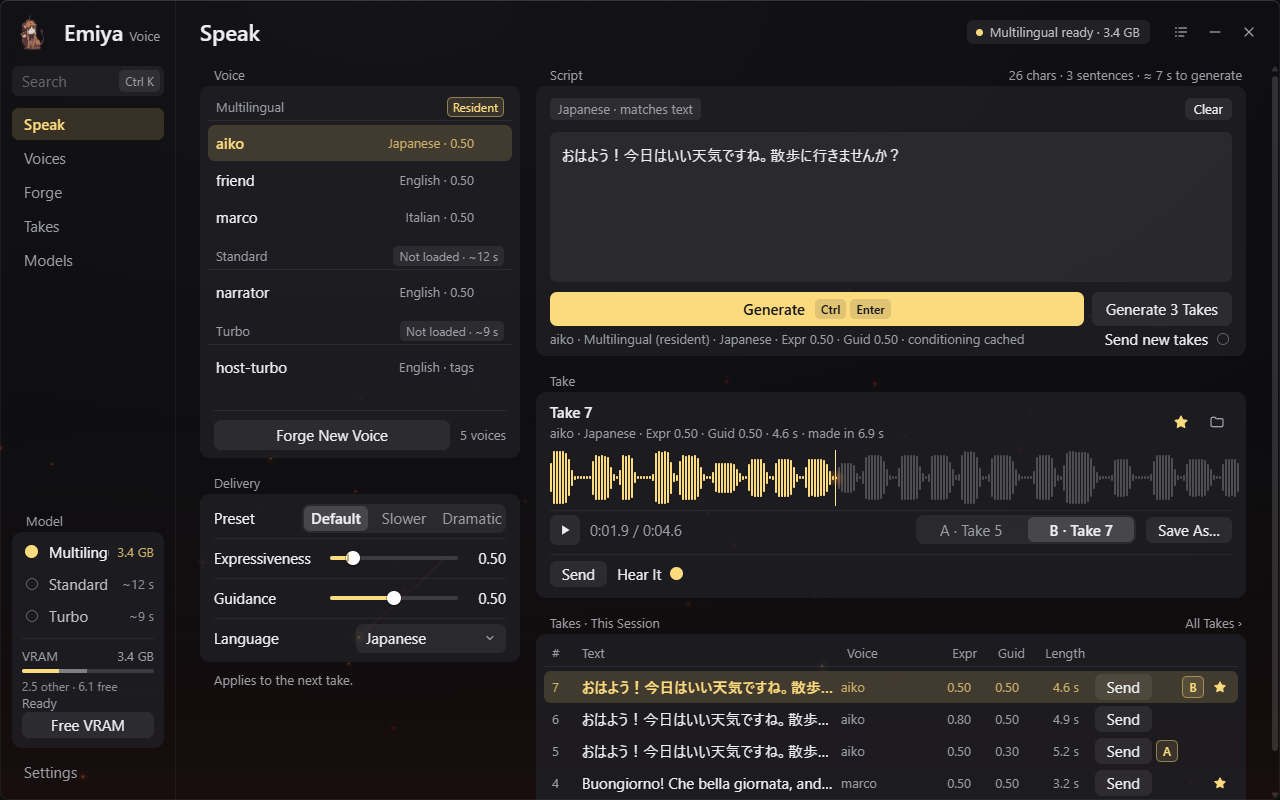 Emiya Voice
Search Ctrl K
Speak
Voices
Forge
Takes
Models
Model
Multiling 3.4 GB
Standard ~12 s
Turbo ~9 s
VRAM 3.4 GB
2.5 other · 6.1 free
Ready
Free VRAM
Settings
Speak
Multilingual ready · 3.4 GB
Voice
Multilingual Resident
aiko Japanese · 0.50
friend English · 0.50
marco Italian · 0.50
Standard Not loaded · ~12 s
narrator English · 0.50
Turbo Not loaded · ~9 s
host-turbo English · tags
Forge New Voice 5 voices
Delivery
Preset Default Slower Dramatic
Expressiveness 0.50
Guidance 0.50
Language Japanese
Applies to the next take.
Script 26 chars · 3 sentences · ≈ 7 s to generate
Japanese · matches text Clear
おはよう！今日はいい天気ですね。散歩に行きませんか？
Generate Ctrl Enter Generate 3 Takes
aiko · Multilingual (resident) · Japanese · Expr 0.50 · Guid 0.50 · conditioning cached Send new takes
Take
Take 7
aiko · Japanese · Expr 0.50 · Guid 0.50 · 4.6 s · made in 6.9 s
0:01.9 / 0:04.6 A · Take 5 B · Take 7 Save As...
Send Hear It
Takes · This Session All Takes ›
# Text Voice Expr Guid Length
7 おはよう！今日はいい天気ですね。散歩... aiko 0.50 0.50 4.6 s Send B
6 おはよう！今日はいい天気ですね。散歩... aiko 0.80 0.50 4.9 s Send
5 おはよう！今日はいい天気ですね。散歩... aiko 0.50 0.30 5.2 s Send A
4 Buongiorno! Che bella giornata, and... marco 0.50 0.50 3.2 s Send